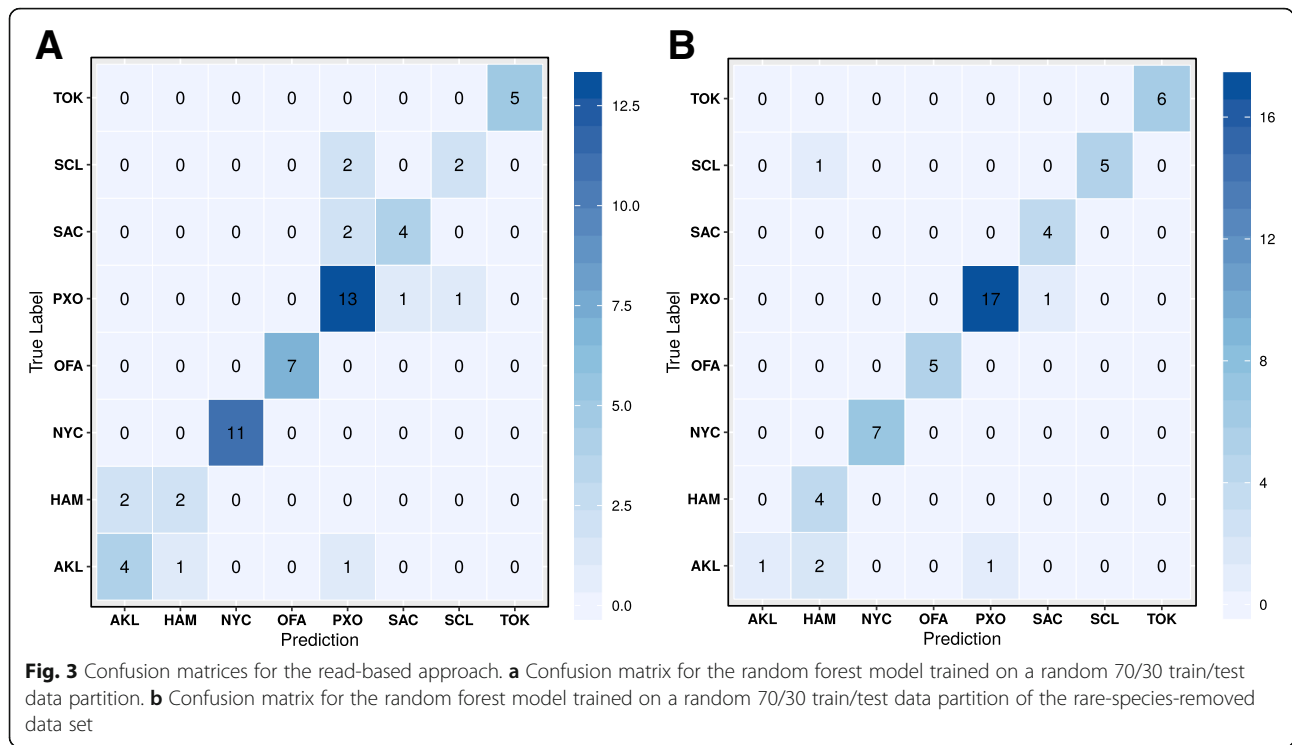 A
True Label
TOK 0 0 0 0 0 0 0 5
SCL 0 0 0 0 2 0 2 0
SAC 0 0 0 0 2 4 0 0
PXO 0 0 0 0 13 1 1 0
OFA 0 0 0 7 0 0 0 0
NYC 0 0 11 0 0 0 0 0
HAM 2 2 0 0 0 0 0 0
AKL 4 1 0 0 1 0 0 0
AKL HAM NYC OFA PXO SAC SCL TOK
Prediction
12.5
10.0
7.5
5.0
2.5
0.0
B
True Label
TOK 0 0 0 0 0 0 0 6
SCL 0 1 0 0 0 0 5 0
SAC 0 0 0 0 0 4 0 0
PXO 0 0 0 0 17 1 0 0
OFA 0 0 0 5 0 0 0 0
NYC 0 0 7 0 0 0 0 0
HAM 0 4 0 0 0 0 0 0
AKL 1 2 0 0 1 0 0 0
AKL HAM NYC OFA PXO SAC SCL TOK
Prediction
16
12
8
4
0
Fig. 3 Confusion matrices for the read-based approach. a Confusion matrix for the random forest model trained on a random 70/30 train/test
data partition. b Confusion matrix for the random forest model trained on a random 70/30 train/test data partition of the rare-species-removed
data set